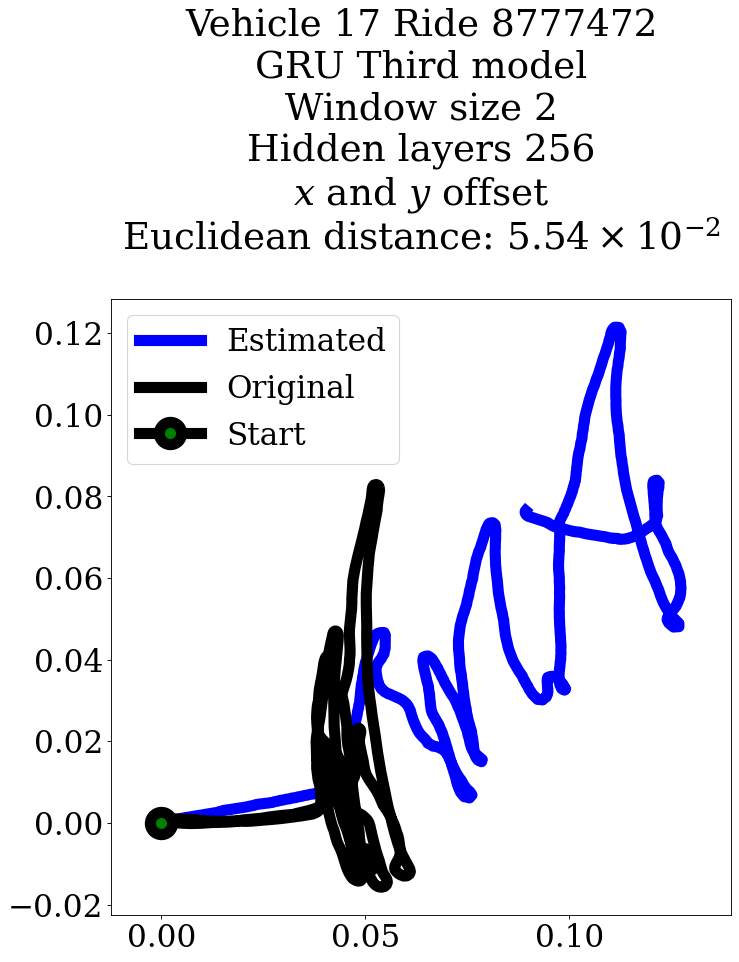 Vehicle 17 Ride 8777472
GRU Third model
Window size 2
Hidden layers 256
x and y offset
Euclidean distance: 5.54 × 10⁻²
Estimated
Original
Start
0.12
0.10
0.08
0.06
0.04
0.02
0.00
−0.02
0.00 0.05 0.10